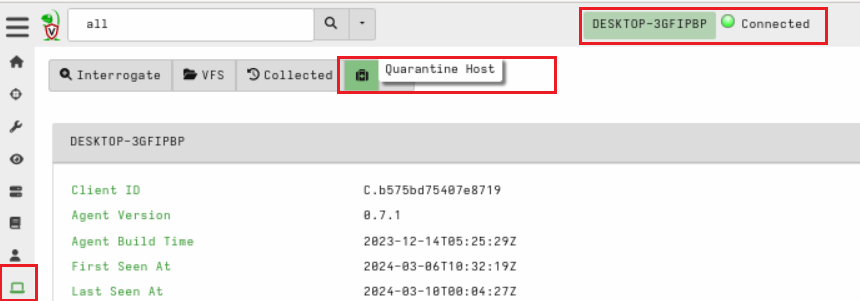 all
DESKTOP-3GFIPBP Connected
Interrogate VFS Collected Quarantine Host
DESKTOP-3GFIPBP
Client ID C.b575bd75407e8719
Agent Version 0.7.1
Agent Build Time 2023-12-14T05:25:29Z
First Seen At 2024-03-06T10:32:19Z
Last Seen At 2024-03-10T00:04:27Z